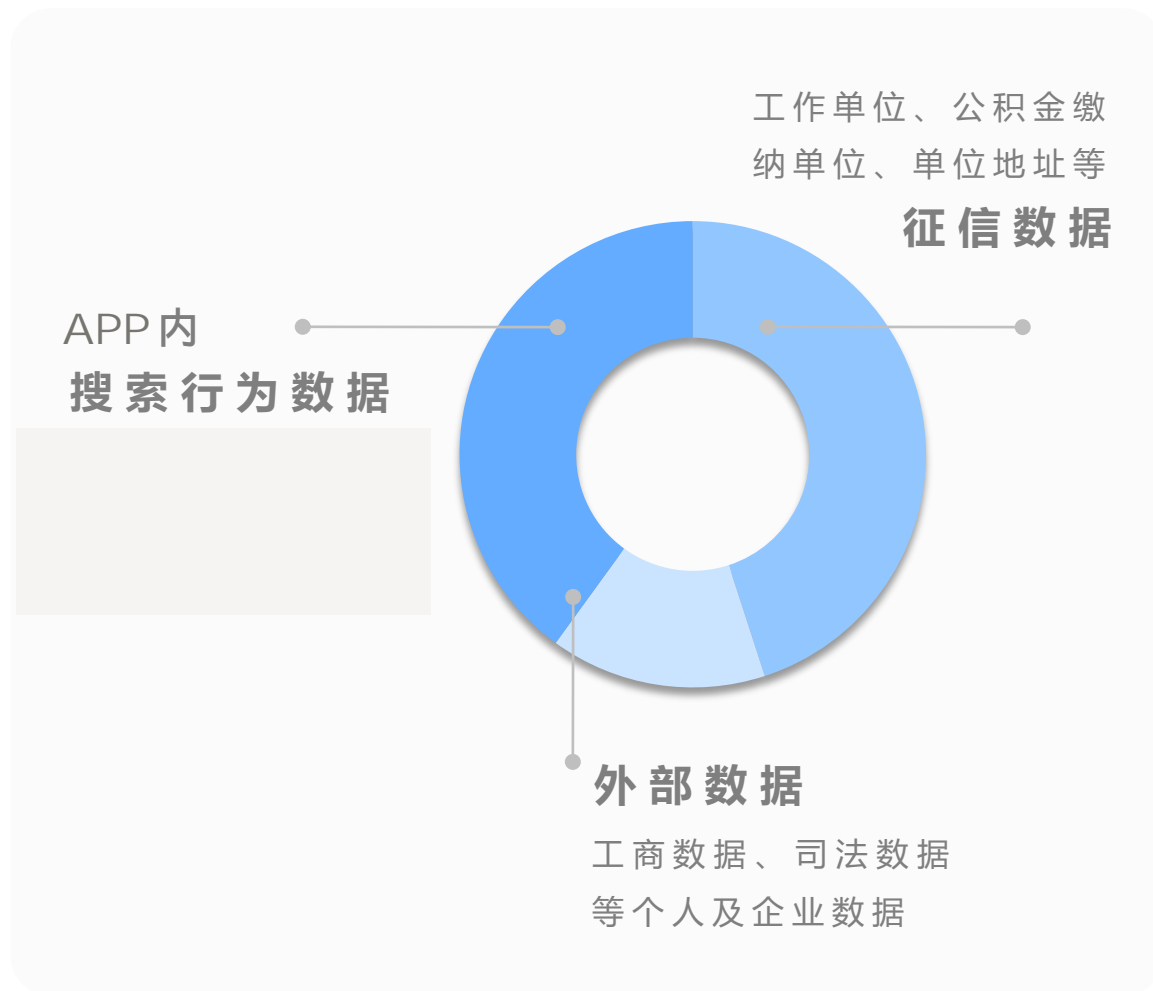 工作单位、公积金缴
纳单位、单位地址等
征信数据
APP内
搜索行为数据
外部数据
工商数据、司法数据
等个人及企业数据